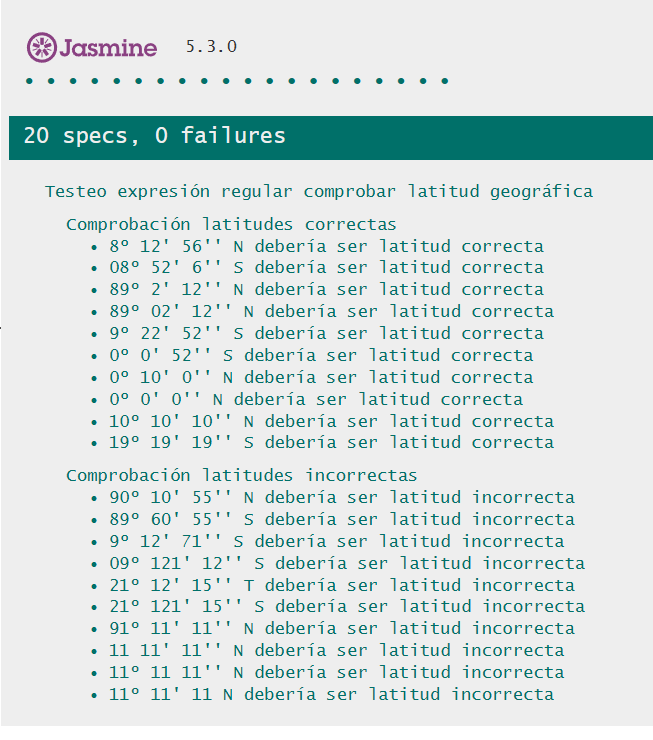 Jasmine 5.3.0
• • • • • • • • • • • • • • • • • • • •
20 specs, 0 failures
Testeo expresión regular comprobar latitud geográfica
Comprobación latitudes correctas
• 8º 12' 56'' N debería ser latitud correcta
• 08º 52' 6'' S debería ser latitud correcta
• 89º 2' 12'' N debería ser latitud correcta
• 89º 02' 12'' N debería ser latitud correcta
• 9º 22' 52'' S debería ser latitud correcta
• 0º 0' 52'' S debería ser latitud correcta
• 0º 10' 0'' N debería ser latitud correcta
• 0º 0' 0'' N debería ser latitud correcta
• 10º 10' 10'' N debería ser latitud correcta
• 19º 19' 19'' S debería ser latitud correcta
Comprobación latitudes incorrectas
• 90º 10' 55'' N debería ser latitud incorrecta
• 89º 60' 55'' S debería ser latitud incorrecta
• 9º 12' 71'' S debería ser latitud incorrecta
• 09º 121' 12'' S debería ser latitud incorrecta
• 21º 12' 15'' T debería ser latitud incorrecta
• 21º 121' 15'' S debería ser latitud incorrecta
• 91º 11' 11'' N debería ser latitud incorrecta
• 11 11' 11'' N debería ser latitud incorrecta
• 11º 11 11'' N debería ser latitud incorrecta
• 11º 11' 11 N debería ser latitud incorrecta